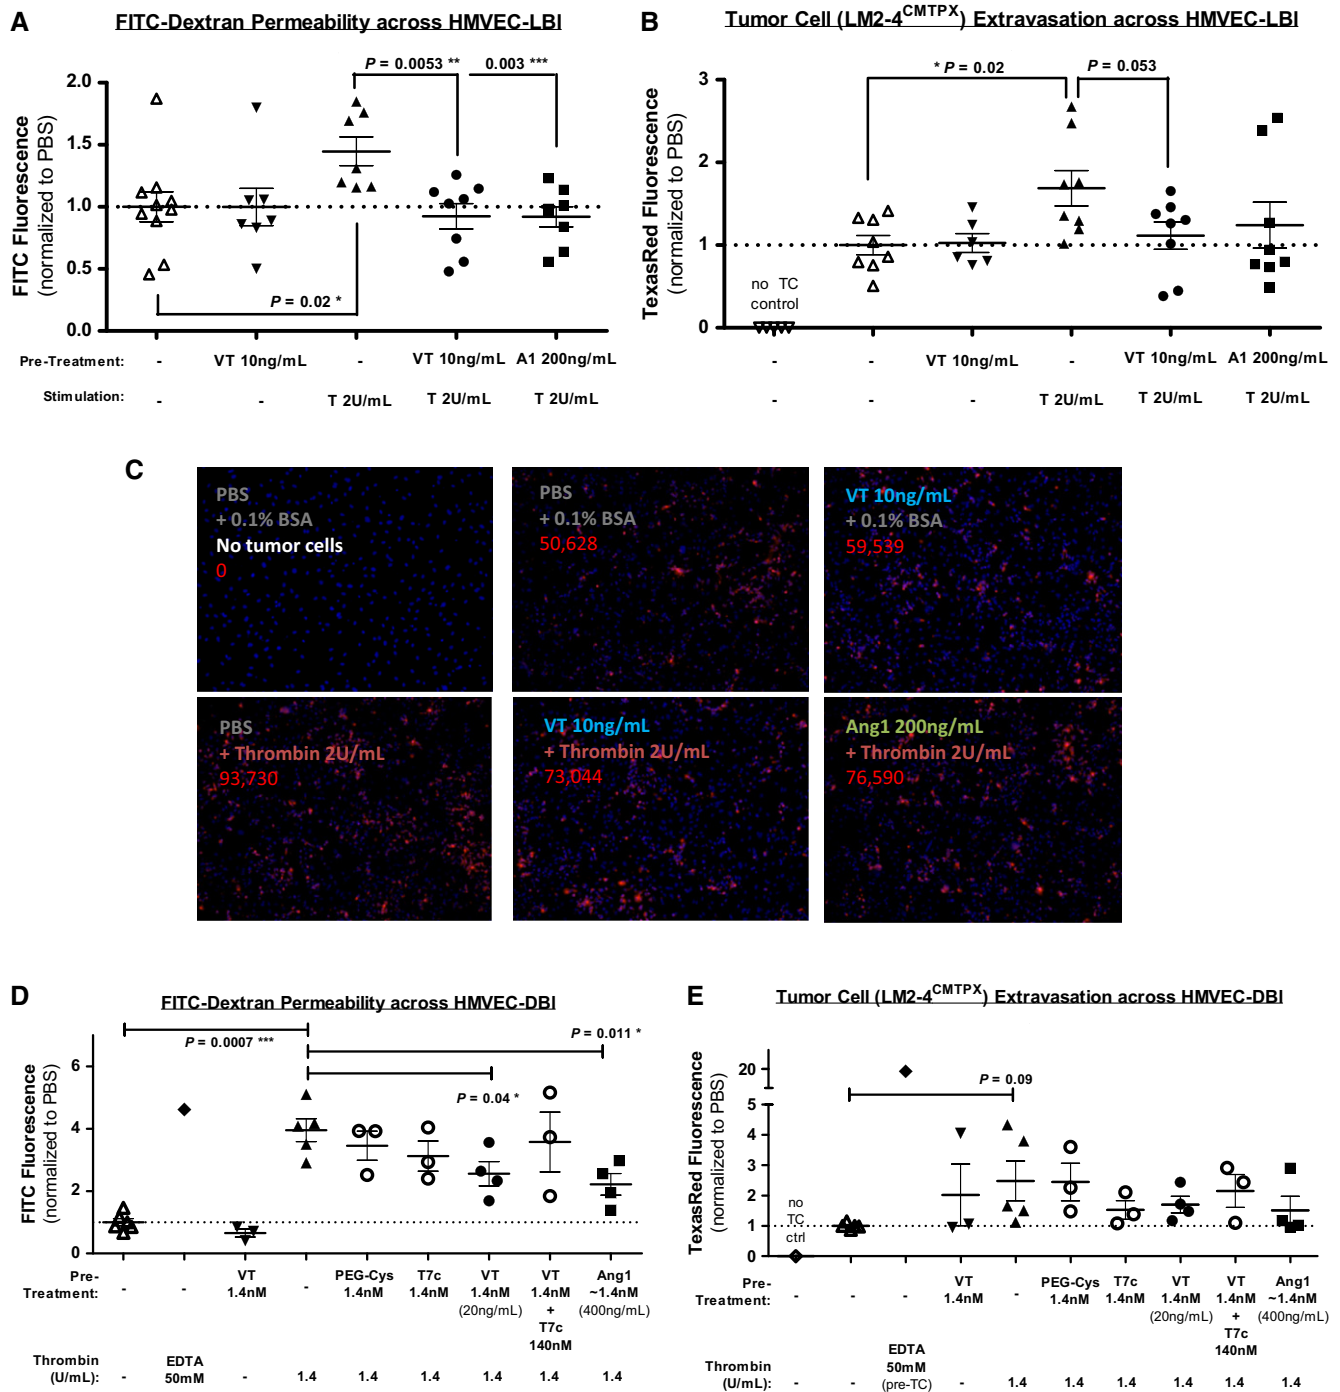 A
FITC-Dextran Permeability across HMVEC-LBI
FITC Fluorescence
(normalized to PBS)
2.0
1.5
1.0
0.5
0.0
P = 0.0053 **
0.003 ***
P = 0.02 *
Pre-Treatment: - VT 10ng/mL - VT 10ng/mL A1 200ng/mL
Stimulation: - - T 2U/mL T 2U/mL T 2U/mL
B
Tumor Cell (LM2-4CMTPX) Extravasation across HMVEC-LBI
TexasRed Fluorescence
(normalized to PBS)
3
2
1
0
* P = 0.02
P = 0.053
no TC
control
- - VT 10ng/mL - VT 10ng/mL A1 200ng/mL
- - - T 2U/mL T 2U/mL T 2U/mL
C
PBS
+ 0.1% BSA
No tumor cells
0
PBS
+ 0.1% BSA
50,628
VT 10ng/mL
+ 0.1% BSA
59,539
PBS
+ Thrombin 2U/mL
93,730
VT 10ng/mL
+ Thrombin 2U/mL
73,044
Ang1 200ng/mL
+ Thrombin 2U/mL
76,590
D
FITC-Dextran Permeability across HMVEC-DBI
FITC Fluorescence
(normalized to PBS)
6
4
2
0
P = 0.0007 ***
P = 0.011 *
P = 0.04 *
Pre- VT PEG-Cys T7c VT VT Ang1
Treatment: - - 1.4nM - 1.4nM 1.4nM 1.4nM 1.4nM ~1.4nM
(20ng/mL) + (400ng/mL)
T7c
140nM
Thrombin EDTA
(U/mL): - 50mM - 1.4 1.4 1.4 1.4 1.4 1.4
E
Tumor Cell (LM2-4CMTPX) Extravasation across HMVEC-DBI
TexasRed Fluorescence
(normalized to PBS)
20
5
4
3
2
1
0
P = 0.09
no
TC
ctrl
Pre- VT PEG-Cys T7c VT VT Ang1
Treatment: - - - 1.4nM - 1.4nM 1.4nM 1.4nM 1.4nM ~1.4nM
(20ng/mL) + (400ng/mL)
T7c
140nM
EDTA
Thrombin 50mM
(U/mL): - - (pre-TC) - 1.4 1.4 1.4 1.4 1.4 1.4